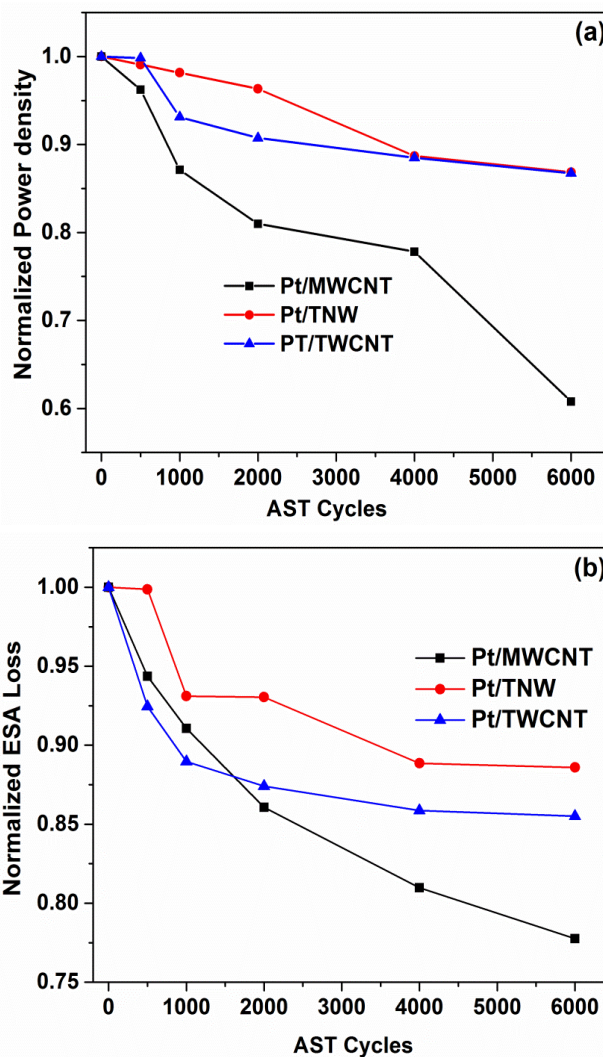 (a)
1.0
0.9
0.8
0.7
0.6
Normalized Power density
Pt/MWCNT
Pt/TNW
PT/TWCNT
0 1000 2000 3000 4000 5000 6000
AST Cycles
(b)
1.00
0.95
0.90
0.85
0.80
0.75
Normalized ESA Loss
Pt/MWCNT
Pt/TNW
Pt/TWCNT
0 1000 2000 3000 4000 5000 6000
AST Cycles